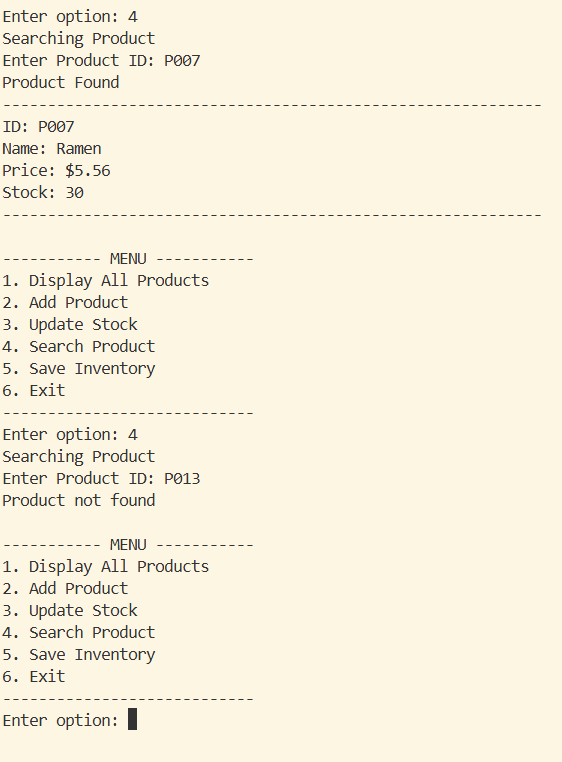 Enter option: 4
Searching Product
Enter Product ID: P007
Product Found
------------------------------------------------------------
ID: P007
Name: Ramen
Price: $5.56
Stock: 30
------------------------------------------------------------
----------- MENU -----------
1. Display All Products
2. Add Product
3. Update Stock
4. Search Product
5. Save Inventory
6. Exit
----------------------------
Enter option: 4
Searching Product
Enter Product ID: P013
Product not found
----------- MENU -----------
1. Display All Products
2. Add Product
3. Update Stock
4. Search Product
5. Save Inventory
6. Exit
----------------------------
Enter option: